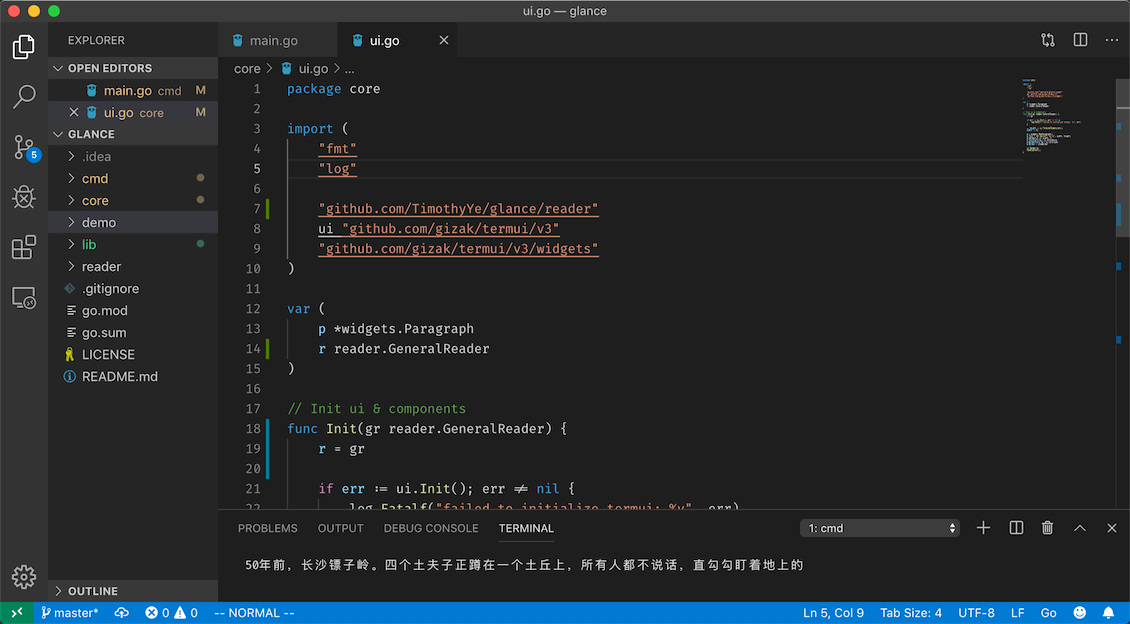 ui.go — glance
EXPLORER
OPEN EDITORS
main.go cmd M
ui.go core M
GLANCE
.idea
cmd
core
demo
lib
reader
.gitignore
go.mod
go.sum
LICENSE
README.md
OUTLINE
5
main.go
ui.go
core > ui.go > ...
1 package core
2
3 import (
4 "fmt"
5 "log"
6
7 "github.com/TimothyYe/glance/reader"
8 ui "github.com/gizak/termui/v3"
9 "github.com/gizak/termui/v3/widgets"
10 )
11
12 var (
13 p *widgets.Paragraph
14 r reader.GeneralReader
15 )
16
17 // Init ui & components
18 func Init(gr reader.GeneralReader) {
19 r = gr
20
21 if err := ui.Init(); err != nil {
22 log.Fatalf("failed to initialize termui: %v", err)
PROBLEMS OUTPUT DEBUG CONSOLE TERMINAL 1: cmd
50年前，长沙镖子岭。四个土夫子正蹲在一个土丘上，所有人都不说话，直勾勾盯着地上的
master* 0 0 -- NORMAL -- Ln 5, Col 9 Tab Size: 4 UTF-8 LF Go